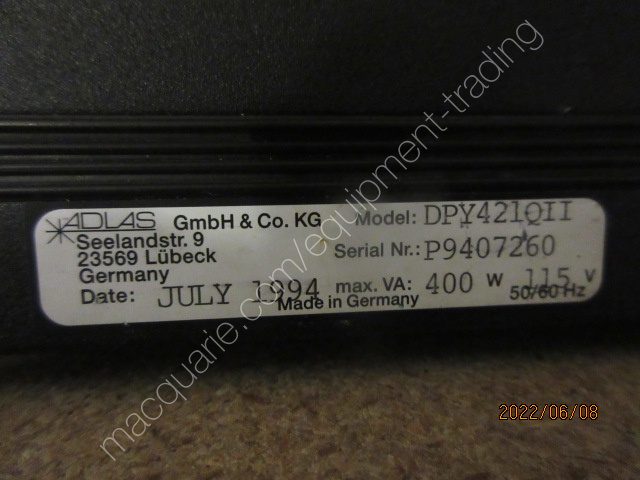 ADLAS GmbH & Co. KG Model: DPY421QII
Seelandstr. 9 Serial Nr.: P9407260
23569 Lübeck
Germany max. VA: 400 W 115 V
Date: JULY 1994 Made in Germany 50/60 Hz
macquarie.com/equipment-trading
2022/06/08